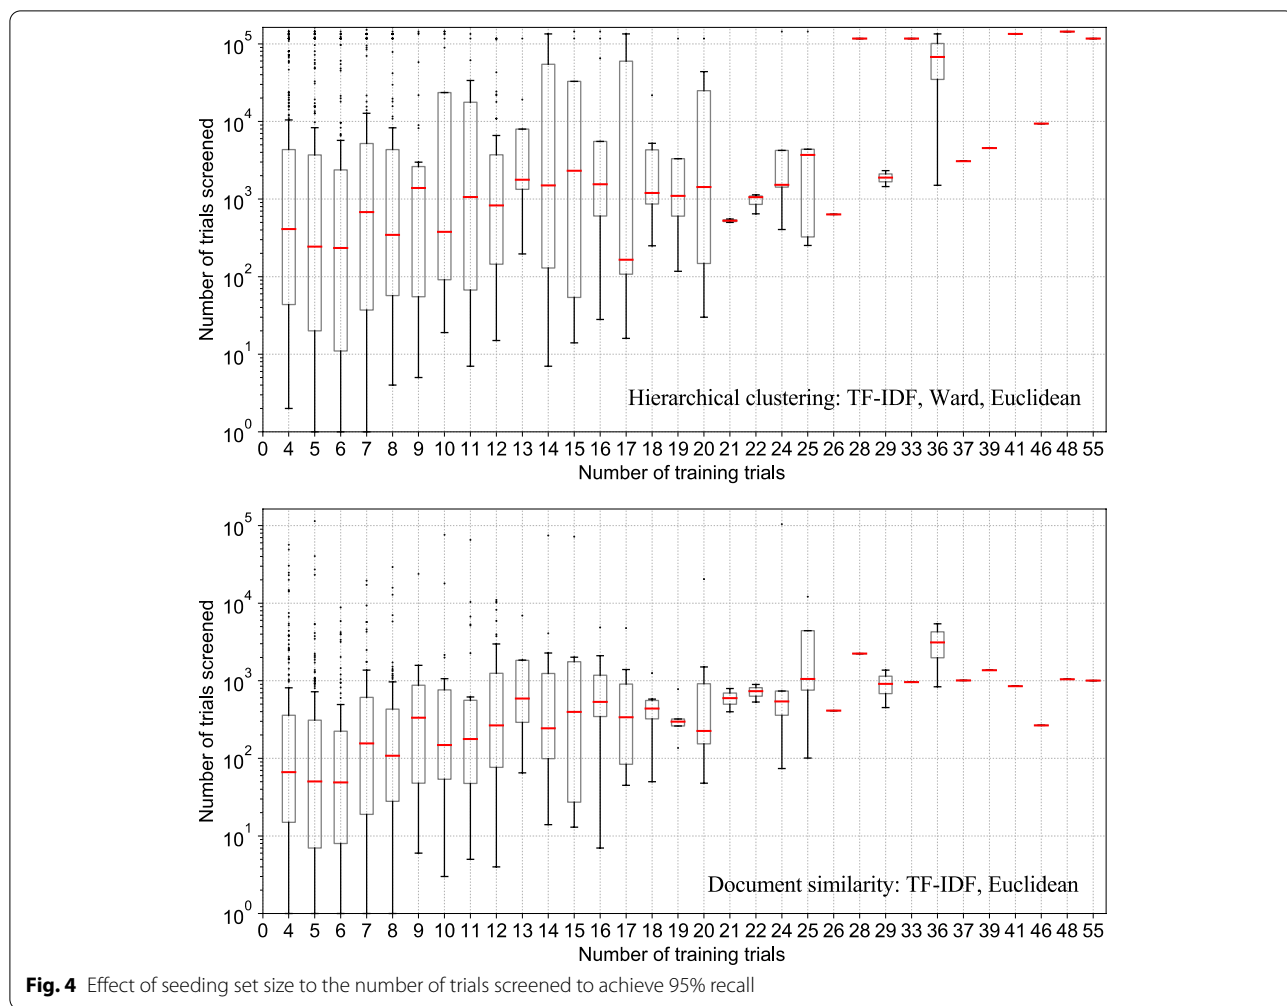 10^5
10^4
10^3
10^2
10^1
10^0
Number of trials screened
Hierarchical clustering: TF-IDF, Ward, Euclidean
0 4 5 6 7 8 9 10 11 12 13 14 15 16 17 18 19 20 21 22 24 25 26 28 29 33 36 37 39 41 46 48 55
Number of training trials
10^5
10^4
10^3
10^2
10^1
10^0
Number of trials screened
Document similarity: TF-IDF, Euclidean
0 4 5 6 7 8 9 10 11 12 13 14 15 16 17 18 19 20 21 22 24 25 26 28 29 33 36 37 39 41 46 48 55
Number of training trials
Fig. 4 Effect of seeding set size to the number of trials screened to achieve 95% recall